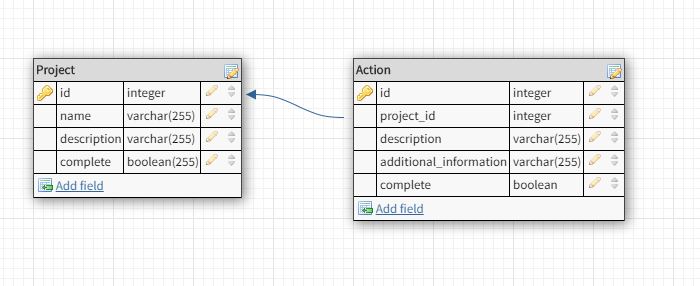 Project
id integer
name varchar(255)
description varchar(255)
complete boolean(255)
Add field
Action
id integer
project_id integer
description varchar(255)
additional_information varchar(255)
complete boolean
Add field